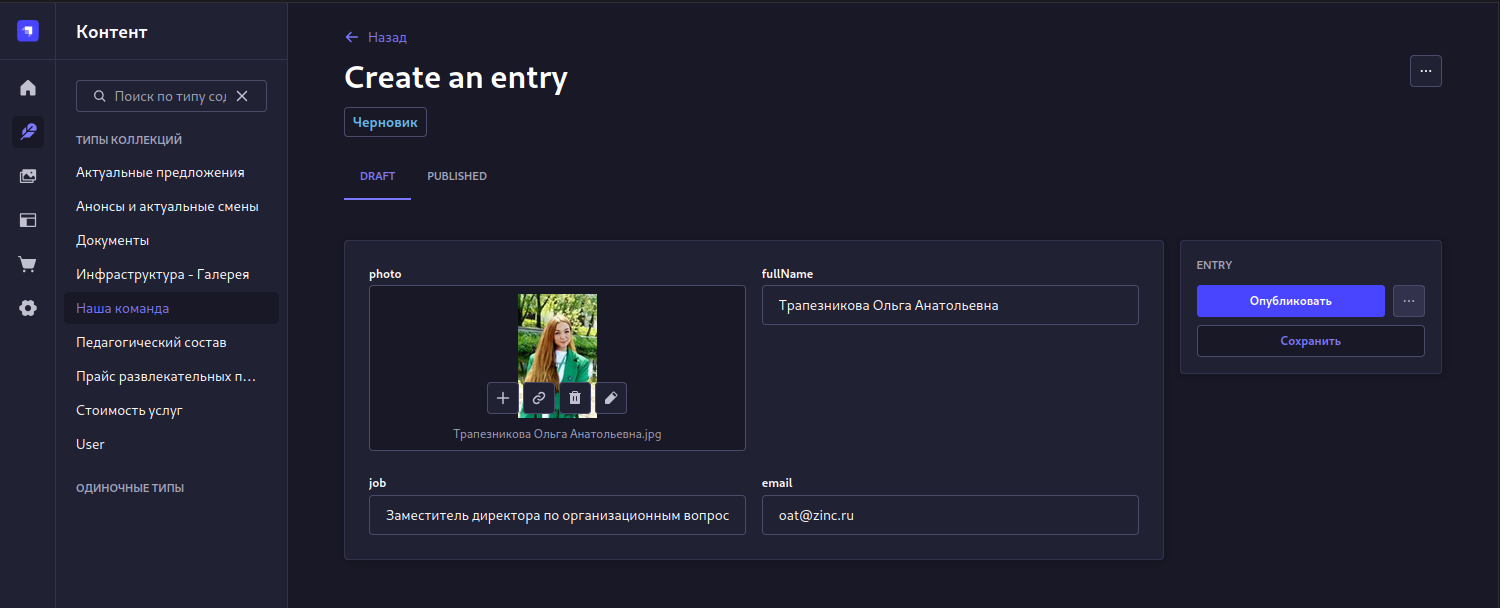 Контент
Поиск по типу сод
ТИПЫ КОЛЛЕКЦИЙ
Актуальные предложения
Анонсы и актуальные смены
Документы
Инфраструктура - Галерея
Наша команда
Педагогический состав
Прайс развлекательных п...
Стоимость услуг
User
ОДИНОЧНЫЕ ТИПЫ
Назад
Create an entry
Черновик
DRAFT PUBLISHED
photo
Трапезникова Ольга Анатольевна.jpg
fullName
Трапезникова Ольга Анатольевна
job
Заместитель директора по организационным вопрос
email
oat@zinc.ru
ENTRY
Опубликовать
Сохранить